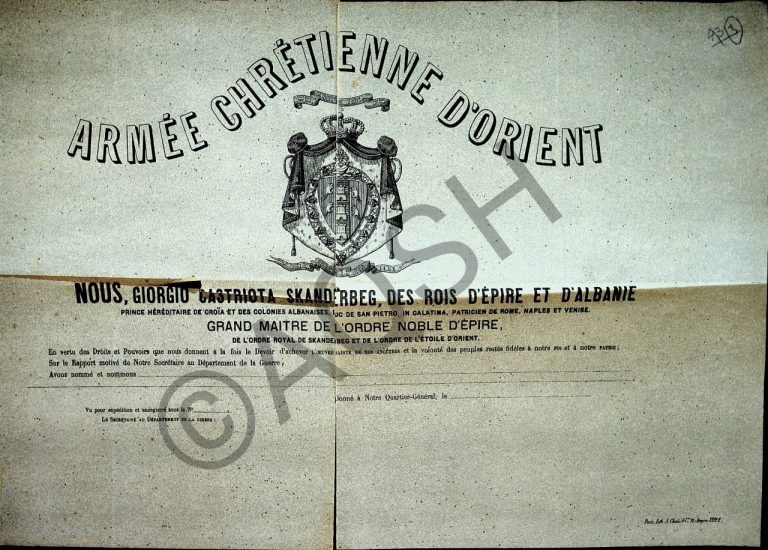 43 (1)
ARMÉE CHRÉTIENNE D'ORIENT
NOUS, GIORGIO CASTRIOTA SKANDERBEG, DES ROIS D'ÉPIRE ET D'ALBANIE
PRINCE HÉRÉDITAIRE DE CROÏA ET DES COLONIES ALBANAISES, DUC DE SAN PIETRO, IN GALATINA, PATRICIEN DE ROME, NAPLES ET VENISE.
GRAND MAITRE DE L'ORDRE NOBLE D'ÉPIRE,
DE L'ORDRE ROYAL DE SKANDERBEG ET DE L'ORDRE DE L'ÉTOILE D'ORIENT.
En vertu des Droits et Pouvoirs que nous donnent à la fois le Devoir d'achever L'ŒUVRE SAINTE DE NOS ANCÊTRES et la volonté des peuples restés fidèles à notre FOI et à notre PATRIE;
Sur le Rapport motivé de Notre Secrétaire au Département de la Guerre,
Avons nommé et nommons
Donné à Notre Quartier-Général, le
Vu pour expédition et enregistré sous le N°
LE SECRÉTAIRE AU DÉPARTEMENT DE LA GUERRE:
Paris, Lith. A.
©AQSH